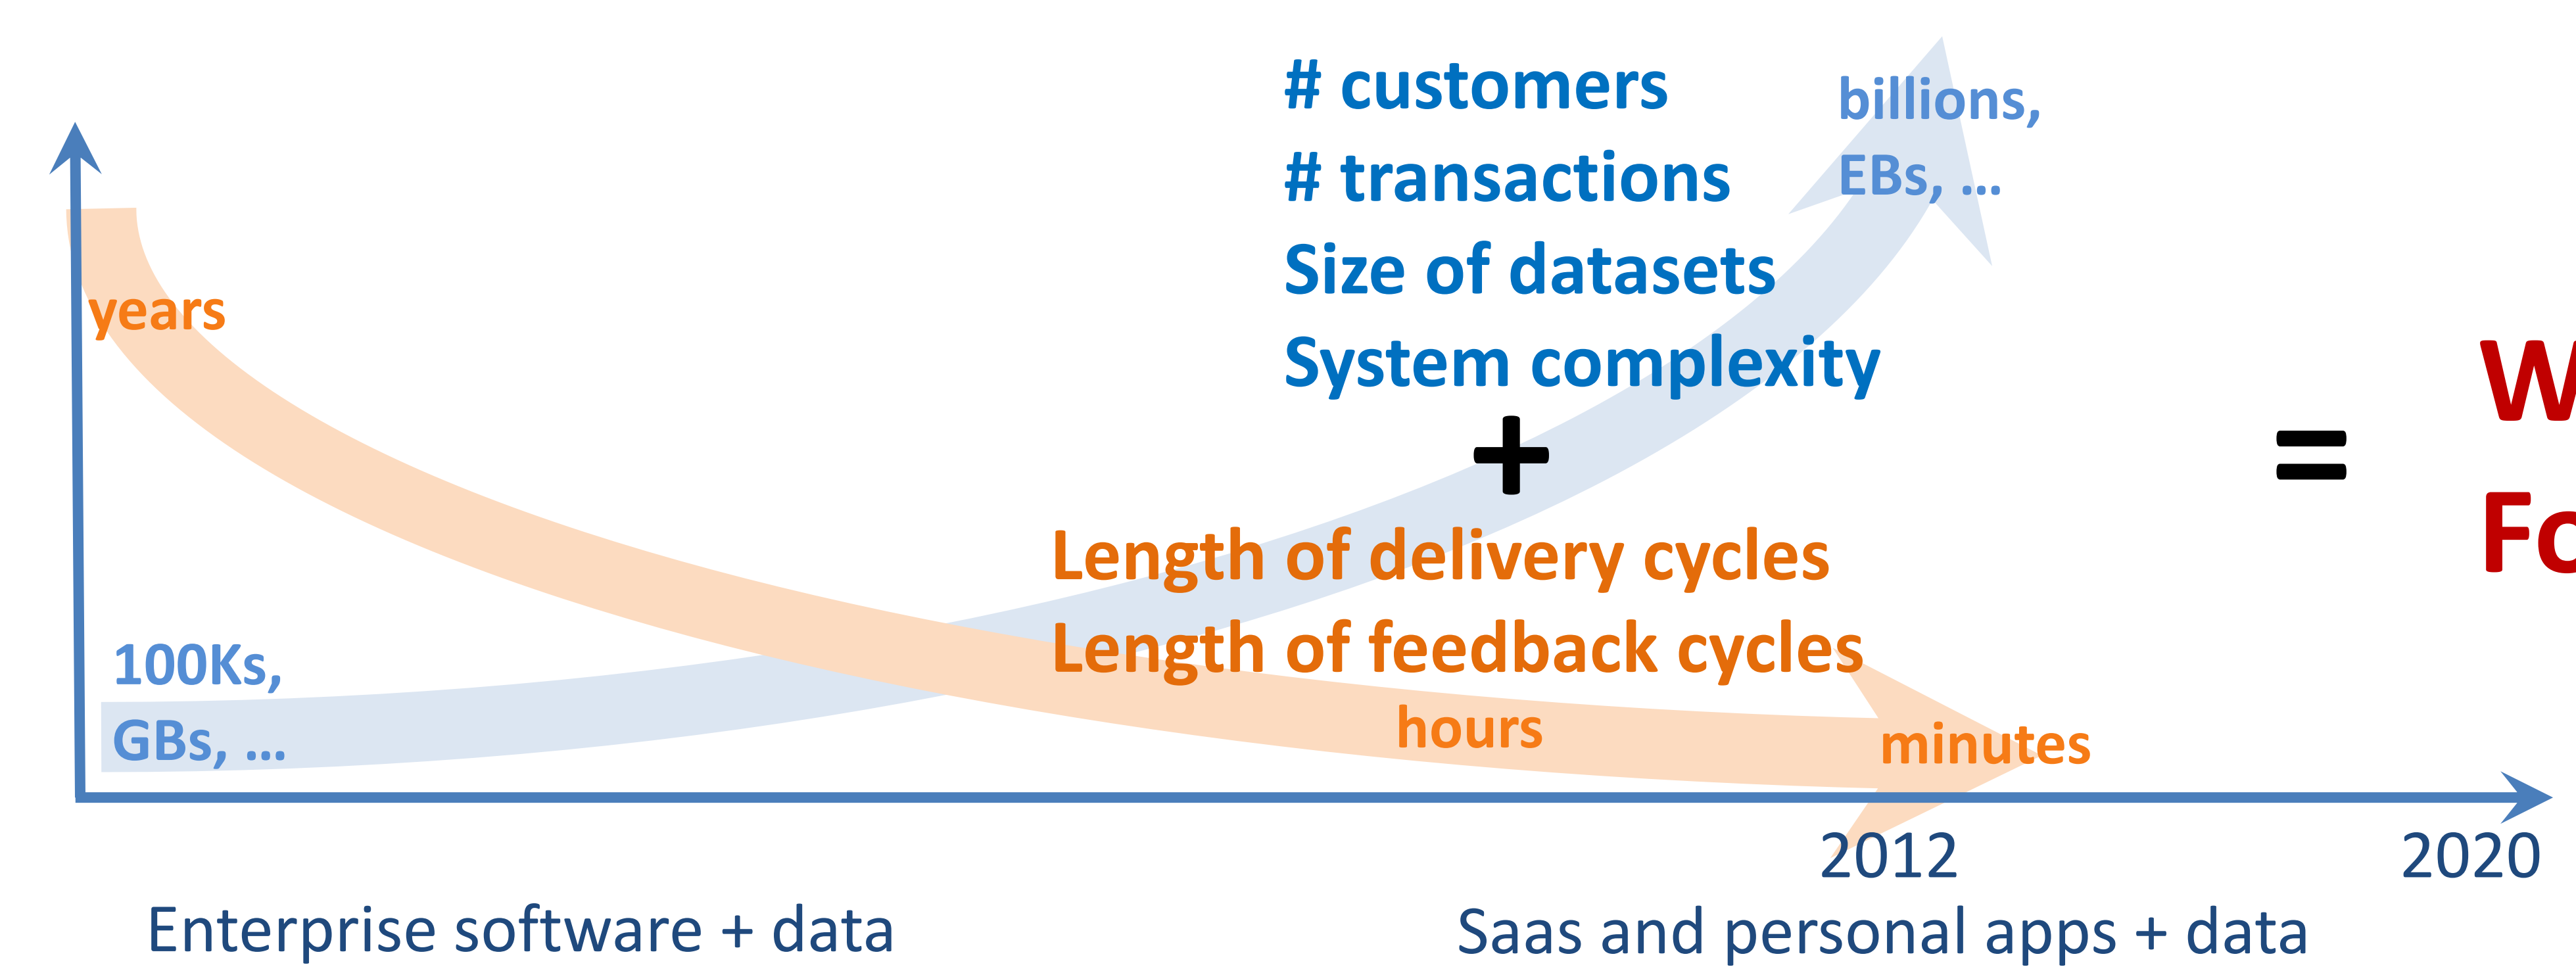 # customers
# transactions
Size of datasets
System complexity
billions,
EBs, ...
years
+
=
Length of delivery cycles
Length of feedback cycles
100Ks,
GBs, ...
hours
minutes
2012
2020
Enterprise software + data
Saas and personal apps + data